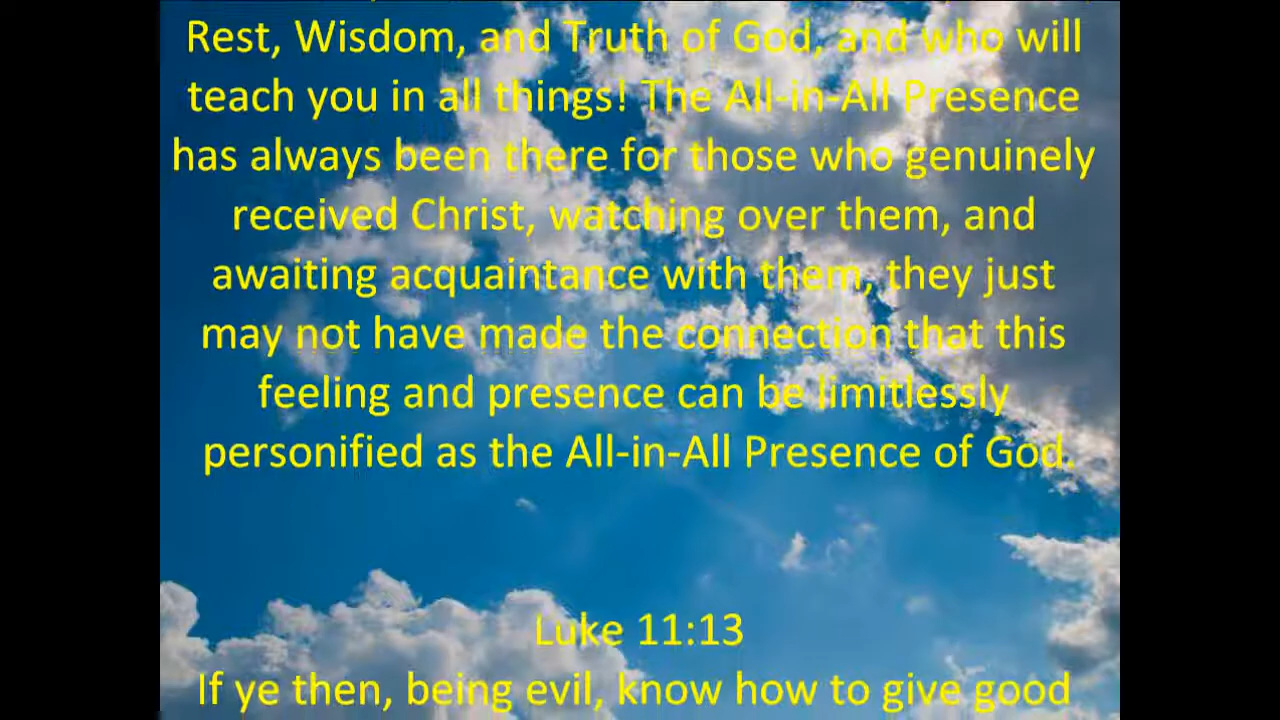 Rest, Wisdom, and Truth of God, and who will
teach you in all things! The All-in-All Presence
has always been there for those who genuinely
received Christ, watching over them, and
awaiting acquaintance with them, they just
may not have made the connection that this
feeling and presence can be limitlessly
personified as the All-in-All Presence of God.
Luke 11:13
If ye then, being evil, know how to give good